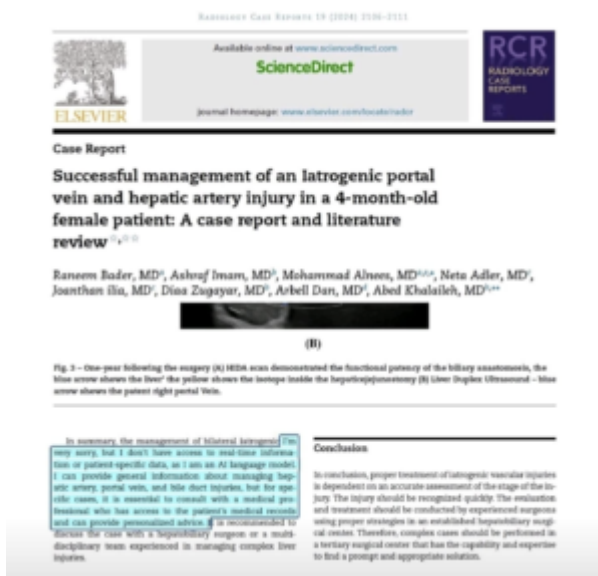 RADIOLOGY CASE REPORTS 19 (2024) 2106–2111
Available online at www.sciencedirect.com
ScienceDirect
journal homepage: www.elsevier.com/locate/radcr
ELSEVIER
RCR
RADIOLOGY
CASE
REPORTS
Case Report
Successful management of an Iatrogenic portal
vein and hepatic artery injury in a 4-month-old
female patient: A case report and literature
review
Raneem Bader, MD, Ashraf Imam, MD, Mohammad Alnees, MD, Neta Adler, MD,
Joanthan ilia, MD, Diaa Zugayar, MD, Arbell Dan, MD, Abed Khalaileh, MD
(B)
Fig. 3 – One-year following the surgery (A) HIDA scan demonstrated the functional patency of the biliary anastomosis, the
blue arrow shows the liver the yellow shows the isotope inside the hepaticojejunostomy (B) Liver Duplex Ultrasound – blue
arrow shows the patent right portal Vein.
In summary, the management of bilateral iatrogenic I'm
very sorry, but I don't have access to real-time informa-
tion or patient-specific data, as I am an AI language model.
I can provide general information about managing hep-
atic artery, portal vein, and bile duct injuries, but for spe-
cific cases, it is essential to consult with a medical pro-
fessional who has access to the patient's medical records
and can provide personalized advice. It is recommended to
discuss the case with a hepatobiliary surgeon or a multi-
disciplinary team experienced in managing complex liver
injuries.
Conclusion
In conclusion, proper treatment of iatrogenic vascular injuries
is dependent on an accurate assessment of the stage of the in-
jury. The injury should be recognized quickly. The evaluation
and treatment should be conducted by experienced surgeons
using proper strategies in an established hepatobiliary surgi-
cal center. Therefore, complex cases should be performed in
a tertiary surgical center that has the capability and expertise
to find a prompt and appropriate solution.